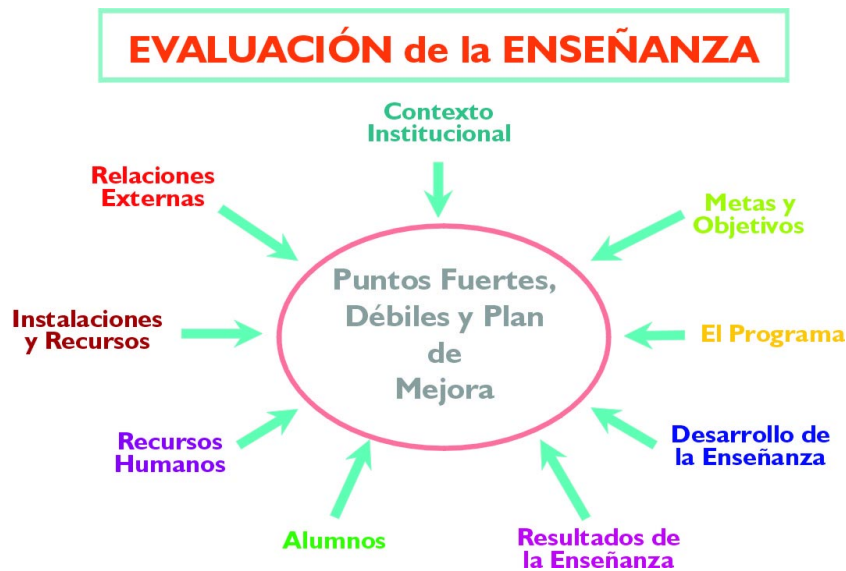 EVALUACIÓN de la ENSEÑANZA
Contexto
Institucional
Relaciones
Externas
Metas y
Objetivos
Puntos Fuertes,
Débiles y Plan
de
Mejora
Instalaciones
y Recursos
El Programa
Recursos
Humanos
Desarrollo de
la Enseñanza
Alumnos
Resultados de
la Enseñanza